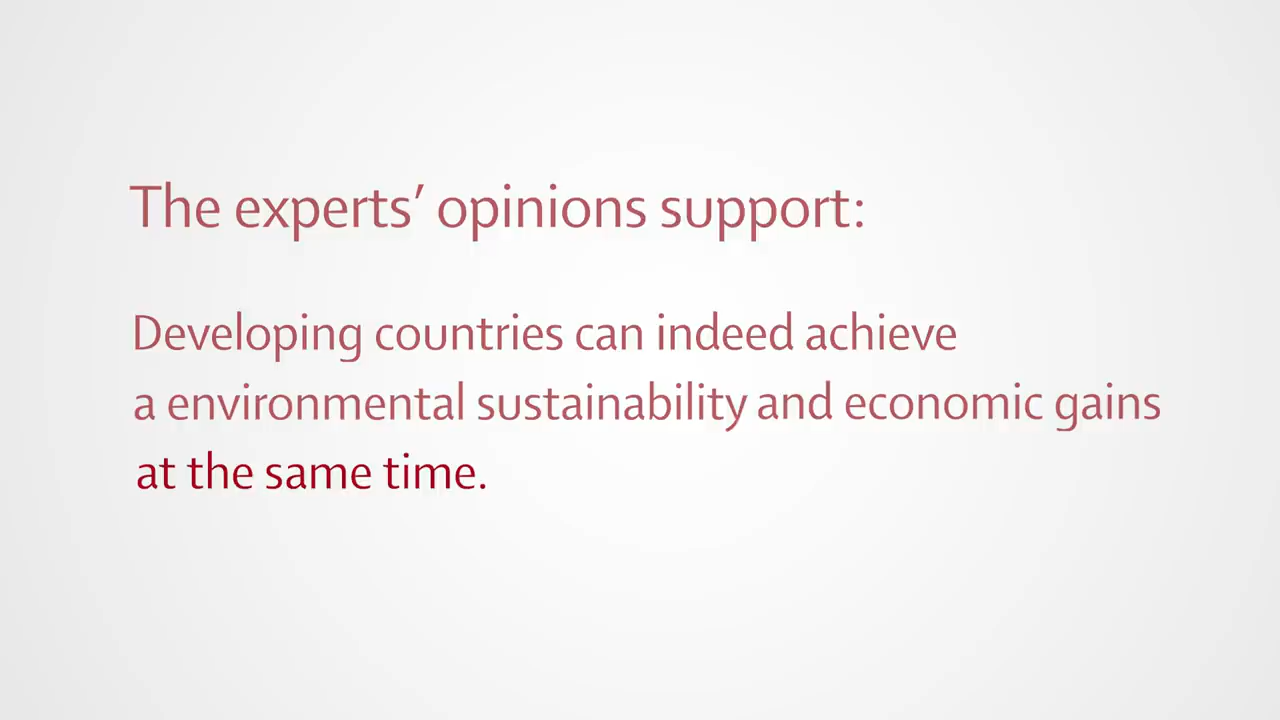 The experts’ opinions support:
Developing countries can indeed achieve
a environmental sustainability and economic gains
at the same time.